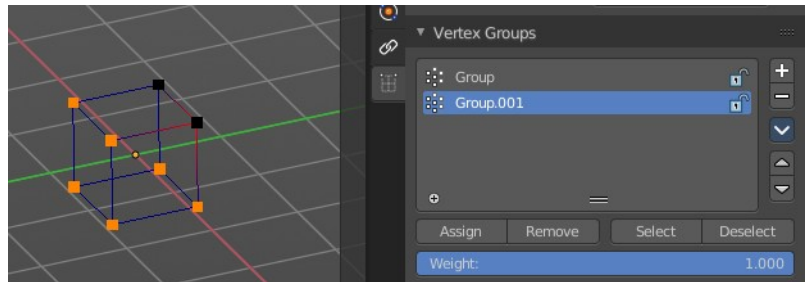 Vertex Groups
Group
Group.001
Assign Remove Select Deselect
Weight: 1.000